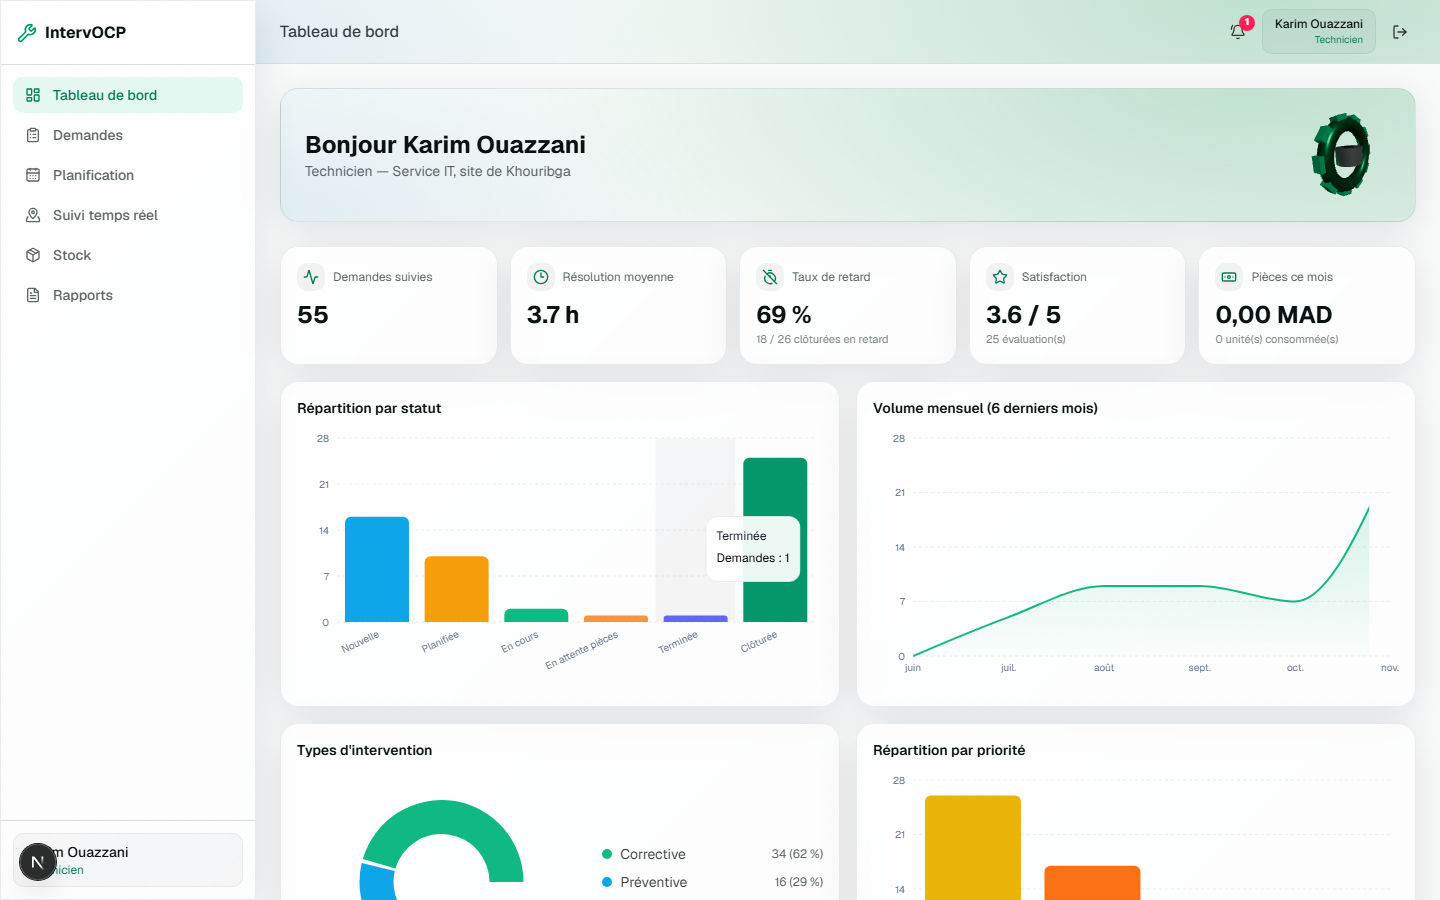 IntervOCP
Tableau de bord
1
Karim Ouazzani
Technicien
Tableau de bord
Demandes
Planification
Suivi temps réel
Stock
Rapports
Bonjour Karim Ouazzani
Technicien — Service IT, site de Khouribga
Demandes suivies
55
Résolution moyenne
3.7 h
Taux de retard
69 %
18 / 26 clôturées en retard
Satisfaction
3.6 / 5
25 évaluation(s)
Pièces ce mois
0,00 MAD
0 unité(s) consommée(s)
Répartition par statut
28
21
14
7
0
Nouvelle
Planifiée
En cours
En attente pièces
Terminée
Clôturée
Terminée
Demandes : 1
Volume mensuel (6 derniers mois)
28
21
14
7
0
juin
juil.
août
sept.
oct.
nov.
Types d'intervention
Corrective
34 (62 %)
Préventive
16 (29 %)
Répartition par priorité
28
21
14
N
m Ouazzani
nicien